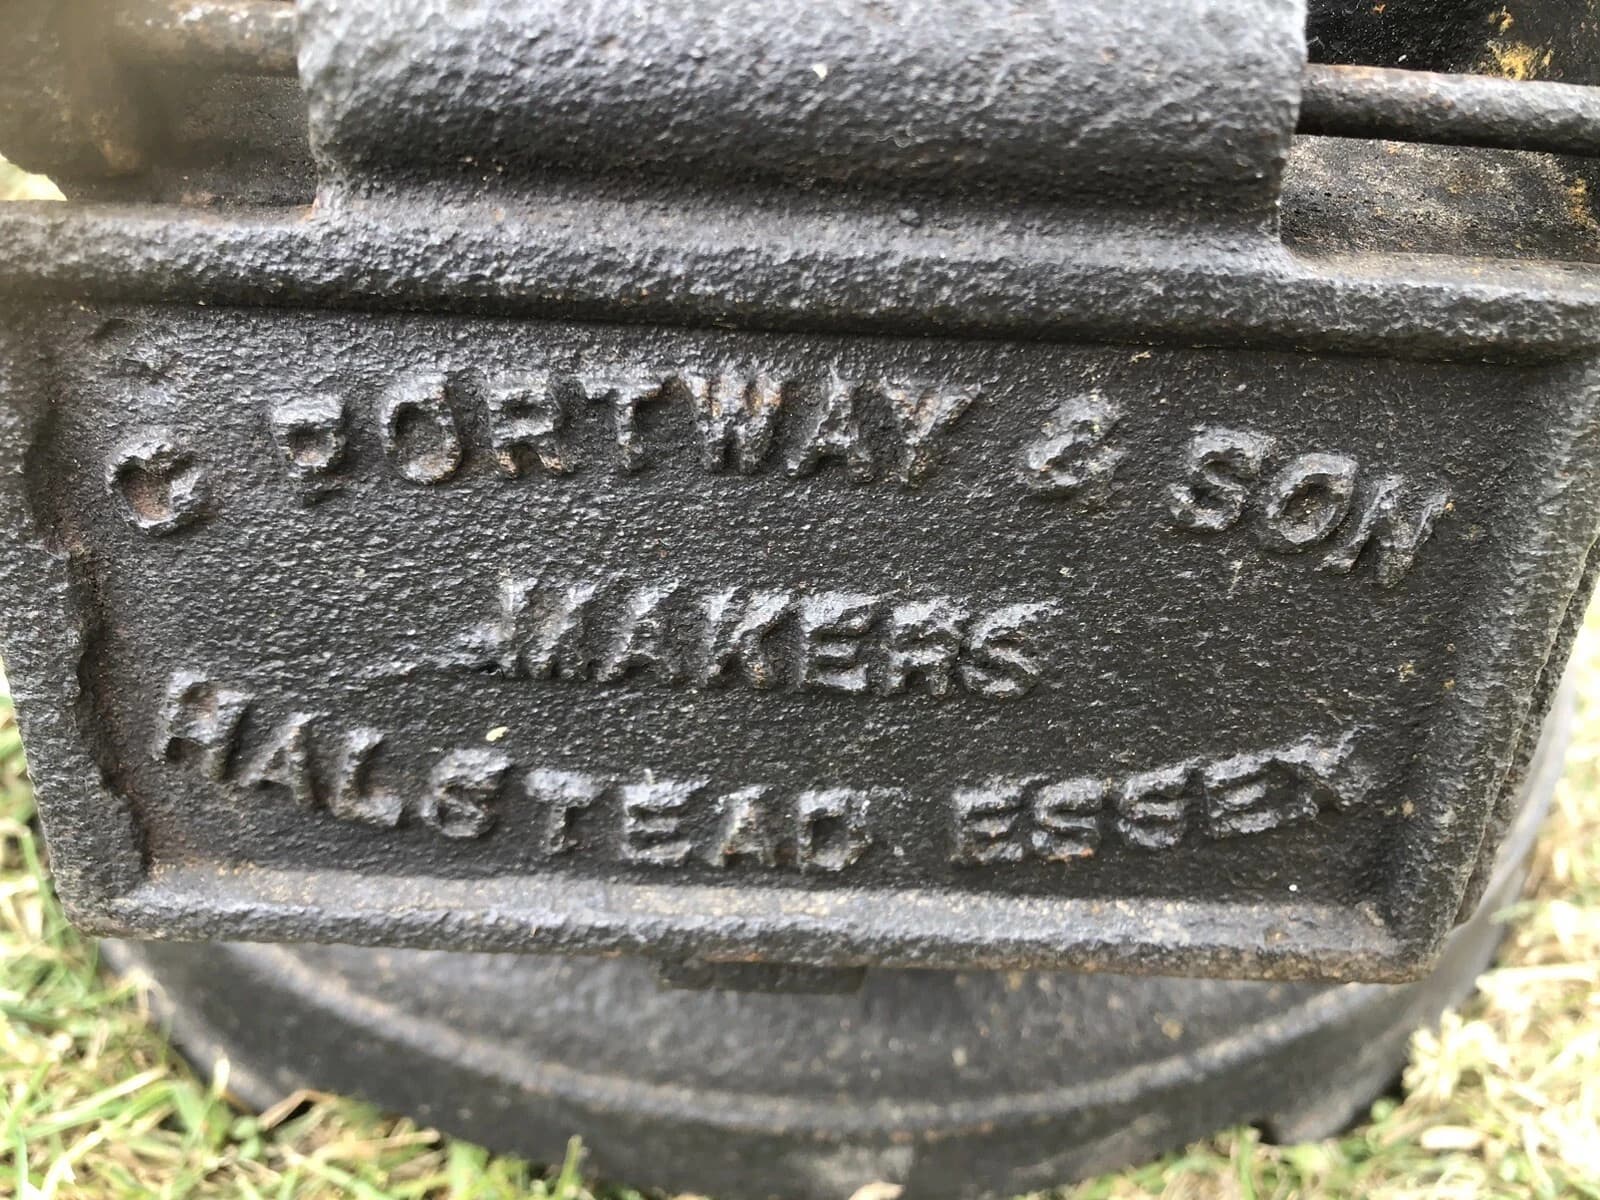 C PORTWAY & SON
MAKERS
HALSTEAD ESSEX